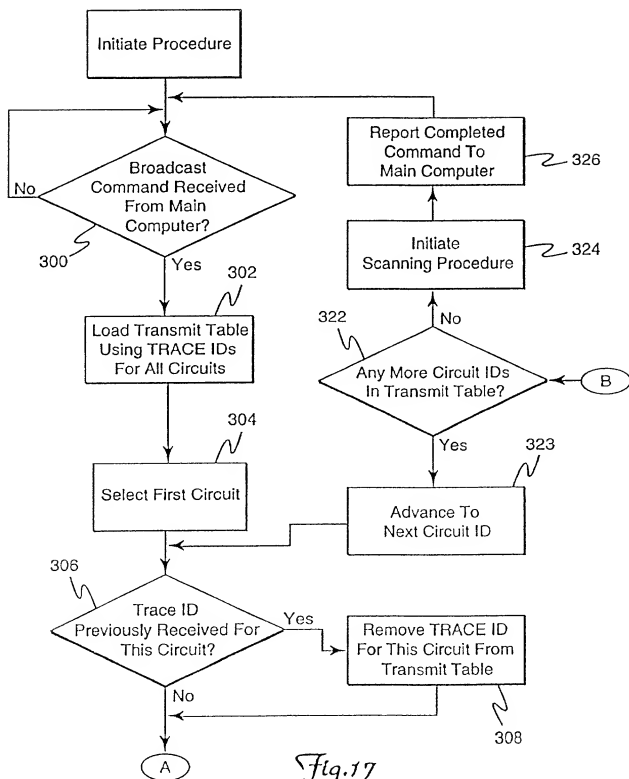 Initiate Procedure
No
Broadcast
Command Received
From Main
Computer?
300
Yes
302
Load Transmit Table
Using TRACE IDs
For All Circuits
304
Select First Circuit
306
Trace ID
Previously Received For
This Circuit?
Yes
Remove TRACE ID
For This Circuit From
Transmit Table
308
No
A
Report Completed
Command To
Main Computer
326
Initiate
Scanning Procedure
324
No
322
Any More Circuit IDs
In Transmit Table?
B
Yes
323
Advance To
Next Circuit ID
Fig.17